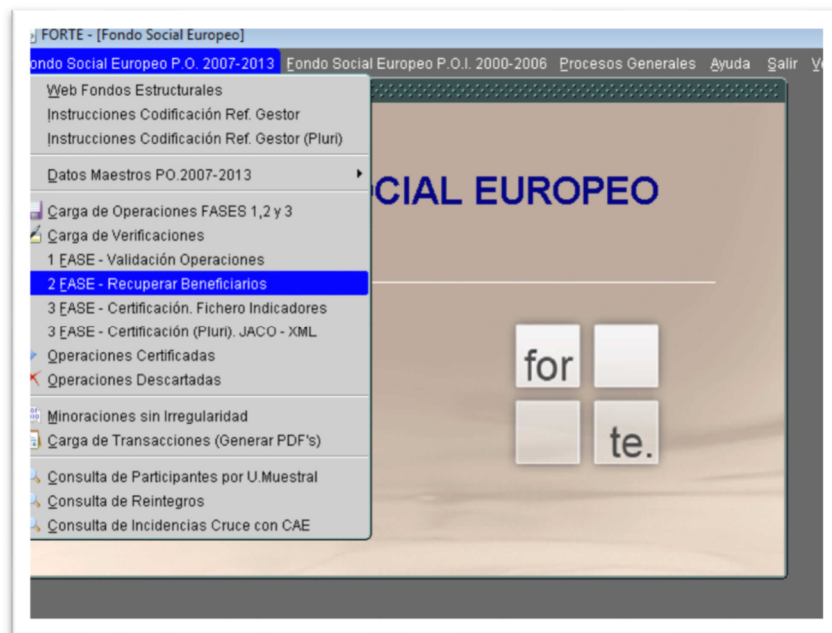 FORTE - [Fondo Social Europeo]
ondo Social Europeo P.O. 2007-2013 Fondo Social Europeo P.O.I. 2000-2006 Procesos Generales Ayuda Salir
Web Fondos Estructurales
Instrucciones Codificación Ref. Gestor
Instrucciones Codificación Ref. Gestor (Pluri)
Datos Maestros PO.2007-2013
CIAL EUROPEO
Carga de Operaciones FASES 1,2 y 3
Carga de Verificaciones
1 FASE - Validación Operaciones
2 FASE - Recuperar Beneficiarios
3 FASE - Certificación. Fichero Indicadores
3 FASE - Certificación (Pluri). JACO - XML
Operaciones Certificadas
Operaciones Descartadas
for
te.
Minoraciones sin Irregularidad
Carga de Transacciones (Generar PDF's)
Consulta de Participantes por U.Muestral
Consulta de Reintegros
Consulta de Incidencias Cruce con CAE